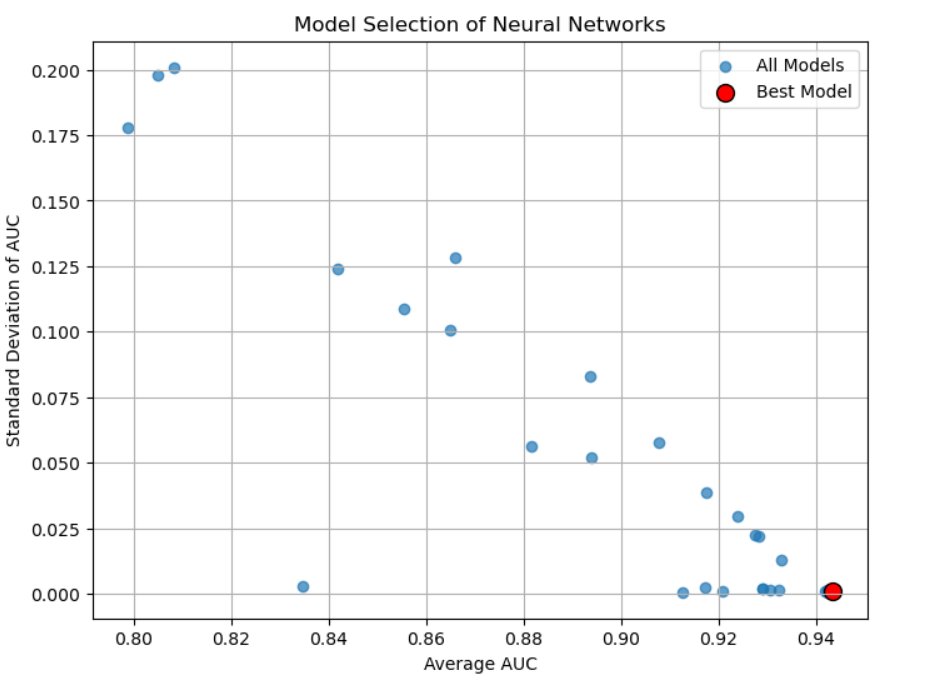 Model Selection of Neural Networks
All Models
Best Model
Standard Deviation of AUC
0.200
0.175
0.150
0.125
0.100
0.075
0.050
0.025
0.000
0.80 0.82 0.84 0.86 0.88 0.90 0.92 0.94
Average AUC